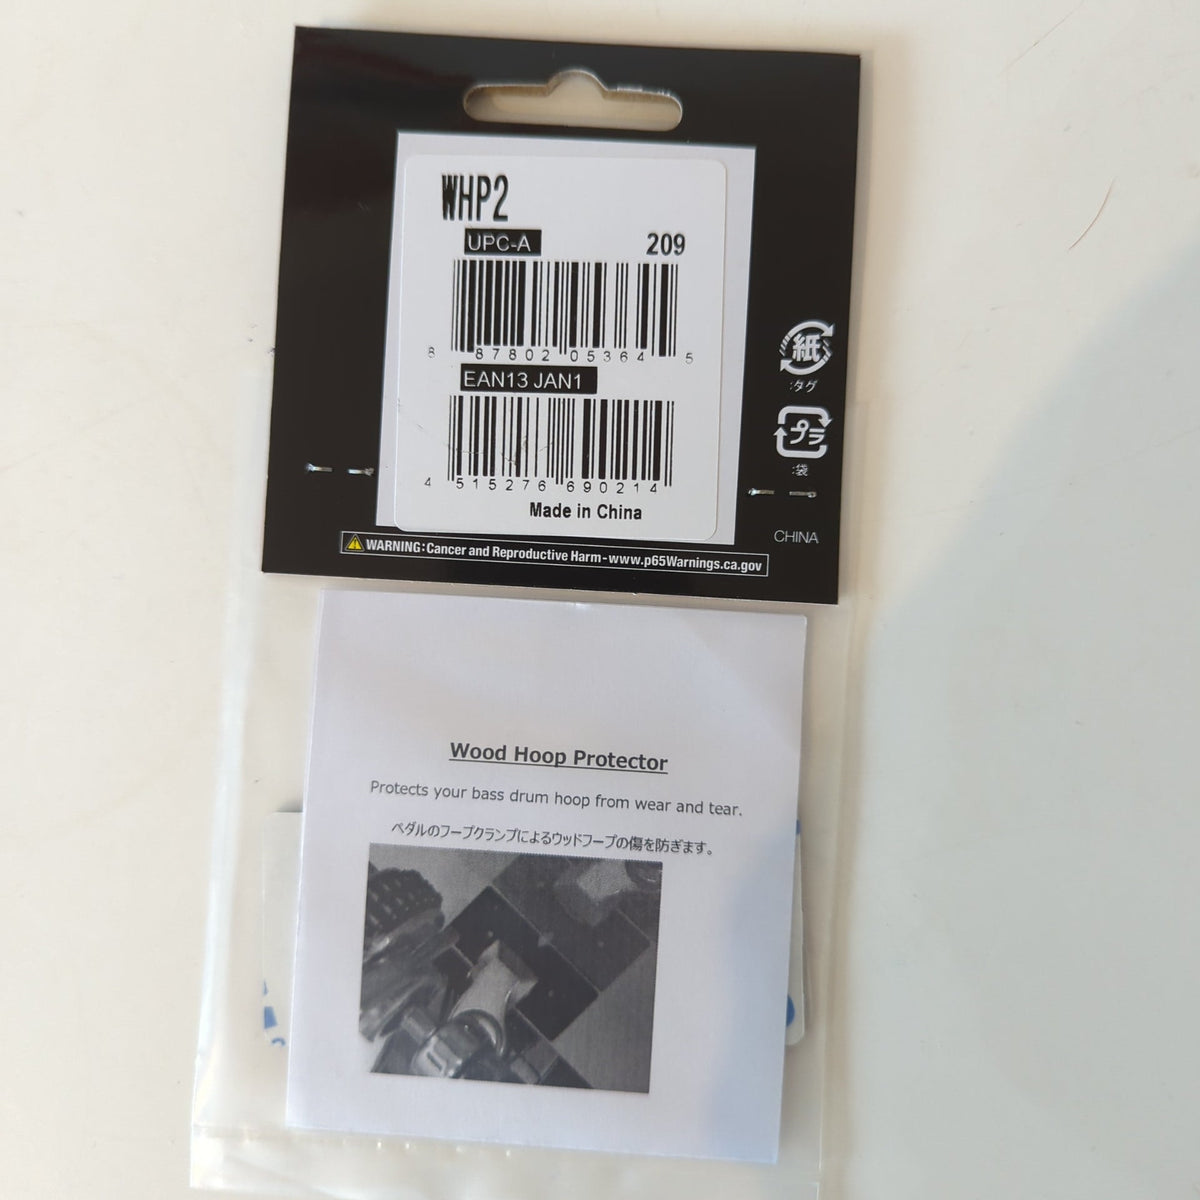 WHP2
UPC-A 209
8 87802 05364 5
EAN13 JAN1
4 515276 690214
Made in China
紙
:タグ
プラ
:袋
CHINA
WARNING: Cancer and Reproductive Harm - www.p65Warnings.ca.gov
Wood Hoop Protector
Protects your bass drum hoop from wear and tear.
ペダルのフープクランプによるウッドフープの傷を防ぎます。